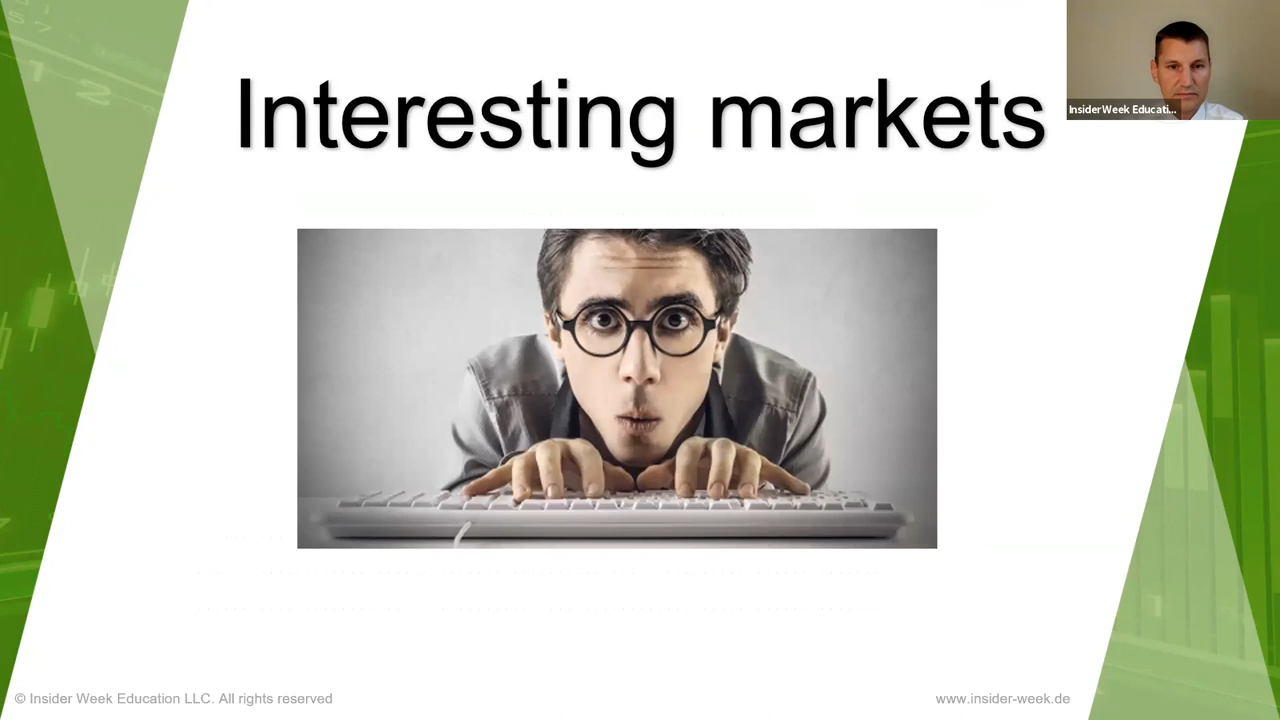 Interesting markets
InsiderWeek Educati...
© Insider Week Education LLC. All rights reserved
www.insider-week.de